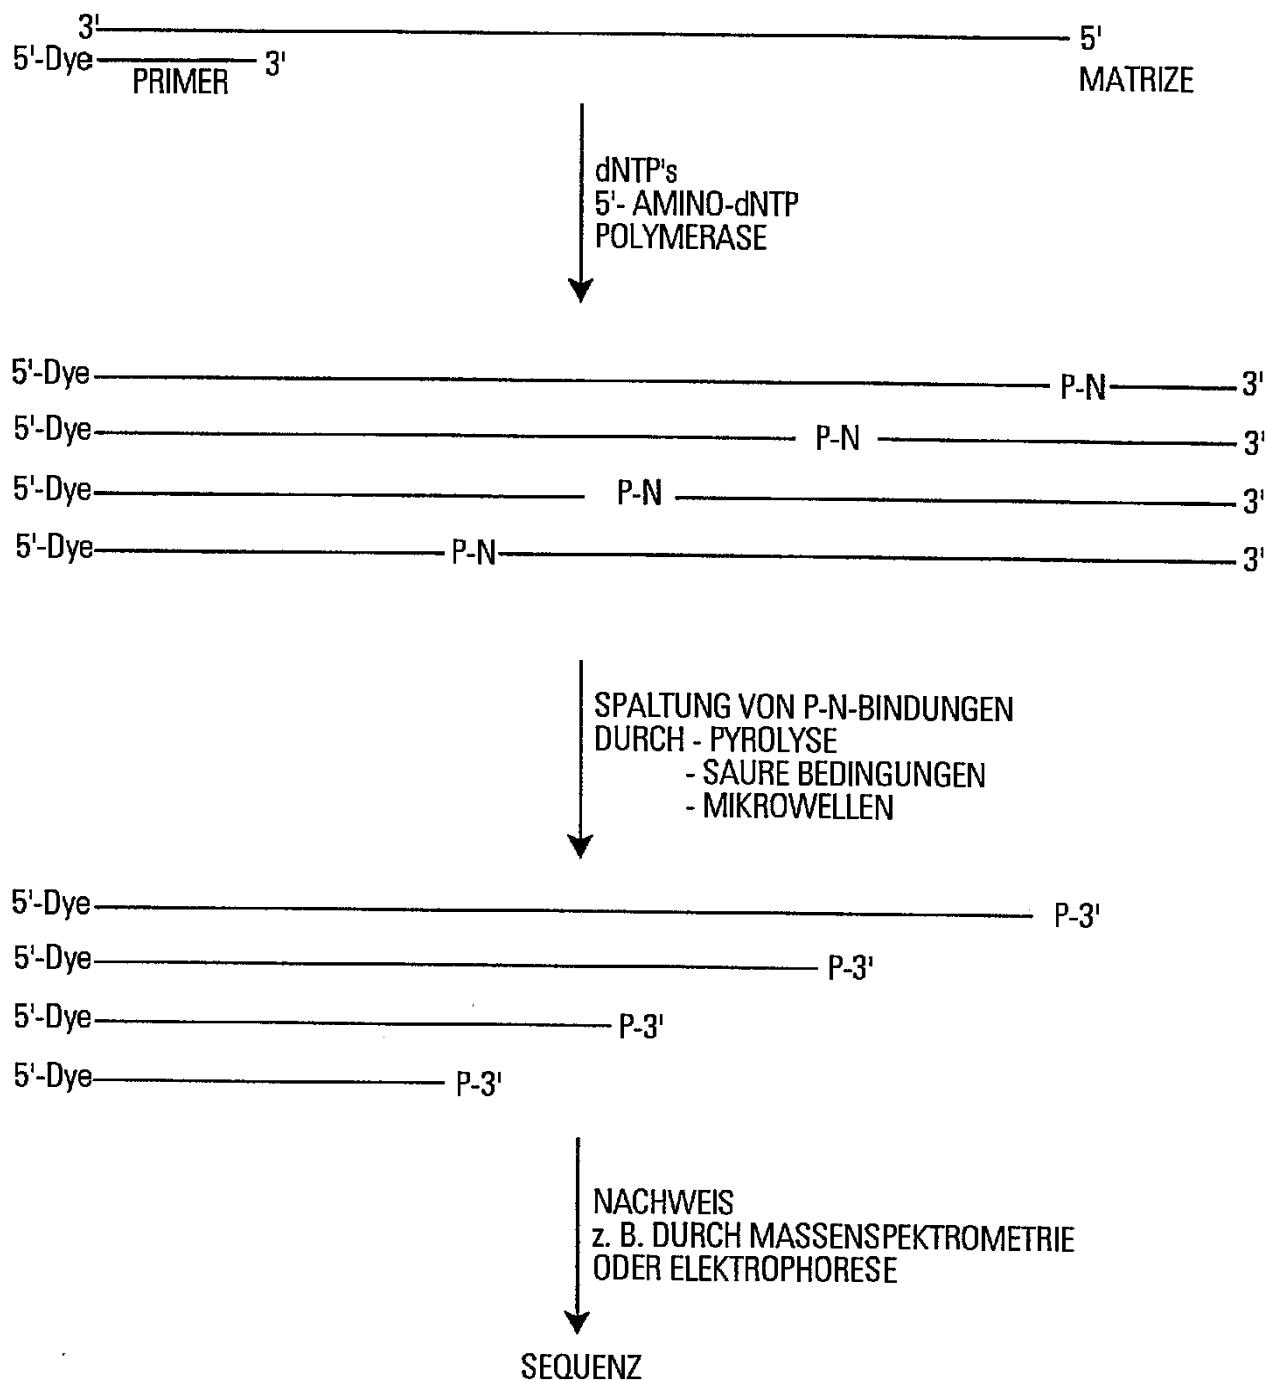 3' 5'
5'-Dye 3'
PRIMER MATRIZE
dNTP's
5'- AMINO-dNTP
POLYMERASE
5'-Dye P-N 3'
5'-Dye P-N 3'
5'-Dye P-N 3'
5'-Dye P-N 3'
SPALTUNG VON P-N-BINDUNGEN
DURCH - PYROLYSE
- SAURE BEDINGUNGEN
- MIKROWELLEN
5'-Dye P-3'
5'-Dye P-3'
5'-Dye P-3'
5'-Dye P-3'
NACHWEIS
z. B. DURCH MASSENSPEKTROMETRIE
ODER ELEKTROPHORESE
SEQUENZ